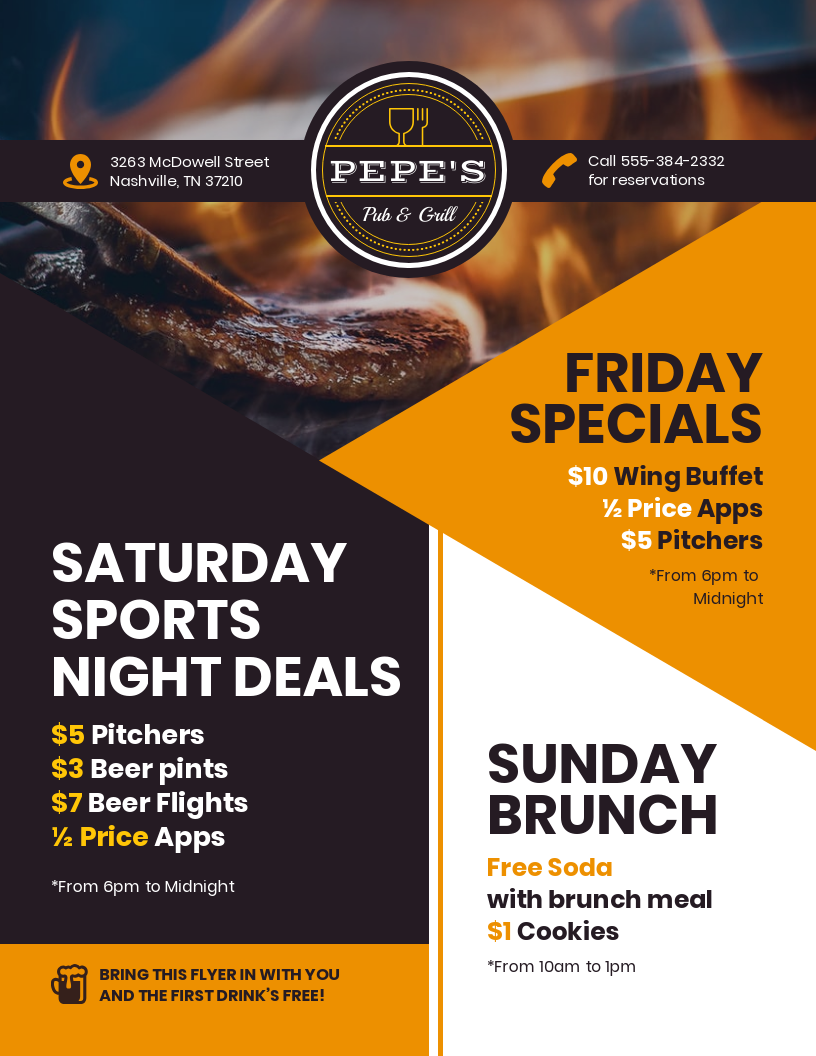 3263 McDowell Street
Nashville, TN 37210
PEPE'S
Pub & Grill
Call 555-384-2332
for reservations
FRIDAY
SPECIALS
$10 Wing Buffet
½ Price Apps
$5 Pitchers
*From 6pm to
Midnight
SATURDAY
SPORTS
NIGHT DEALS
$5 Pitchers
$3 Beer pints
$7 Beer Flights
½ Price Apps
*From 6pm to Midnight
SUNDAY
BRUNCH
Free Soda
with brunch meal
$1 Cookies
*From 10am to 1pm
BRING THIS FLYER IN WITH YOU
AND THE FIRST DRINK’S FREE!